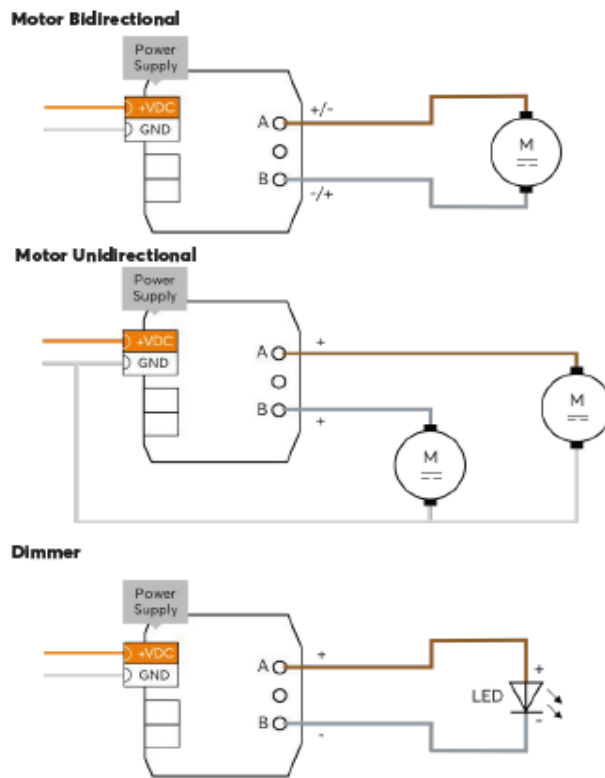 Motor Bidirectional
Power
Supply
+VDC
GND
A
+/-
B
-/+
M
Motor Unidirectional
Power
Supply
+VDC
GND
A
+
B
+
M
M
Dimmer
Power
Supply
+VDC
GND
A
+
B
-
LED
+
-